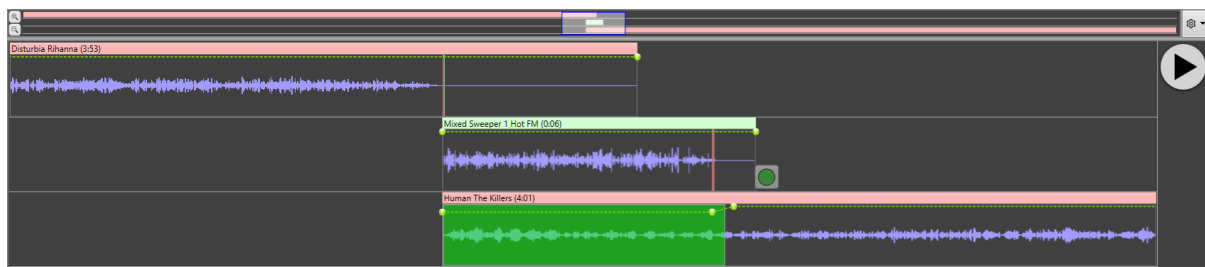 Disturbia Rihanna (3:53)
Mixed Sweeper 1 Hot FM (0:06)
Human The Killers (4:01)